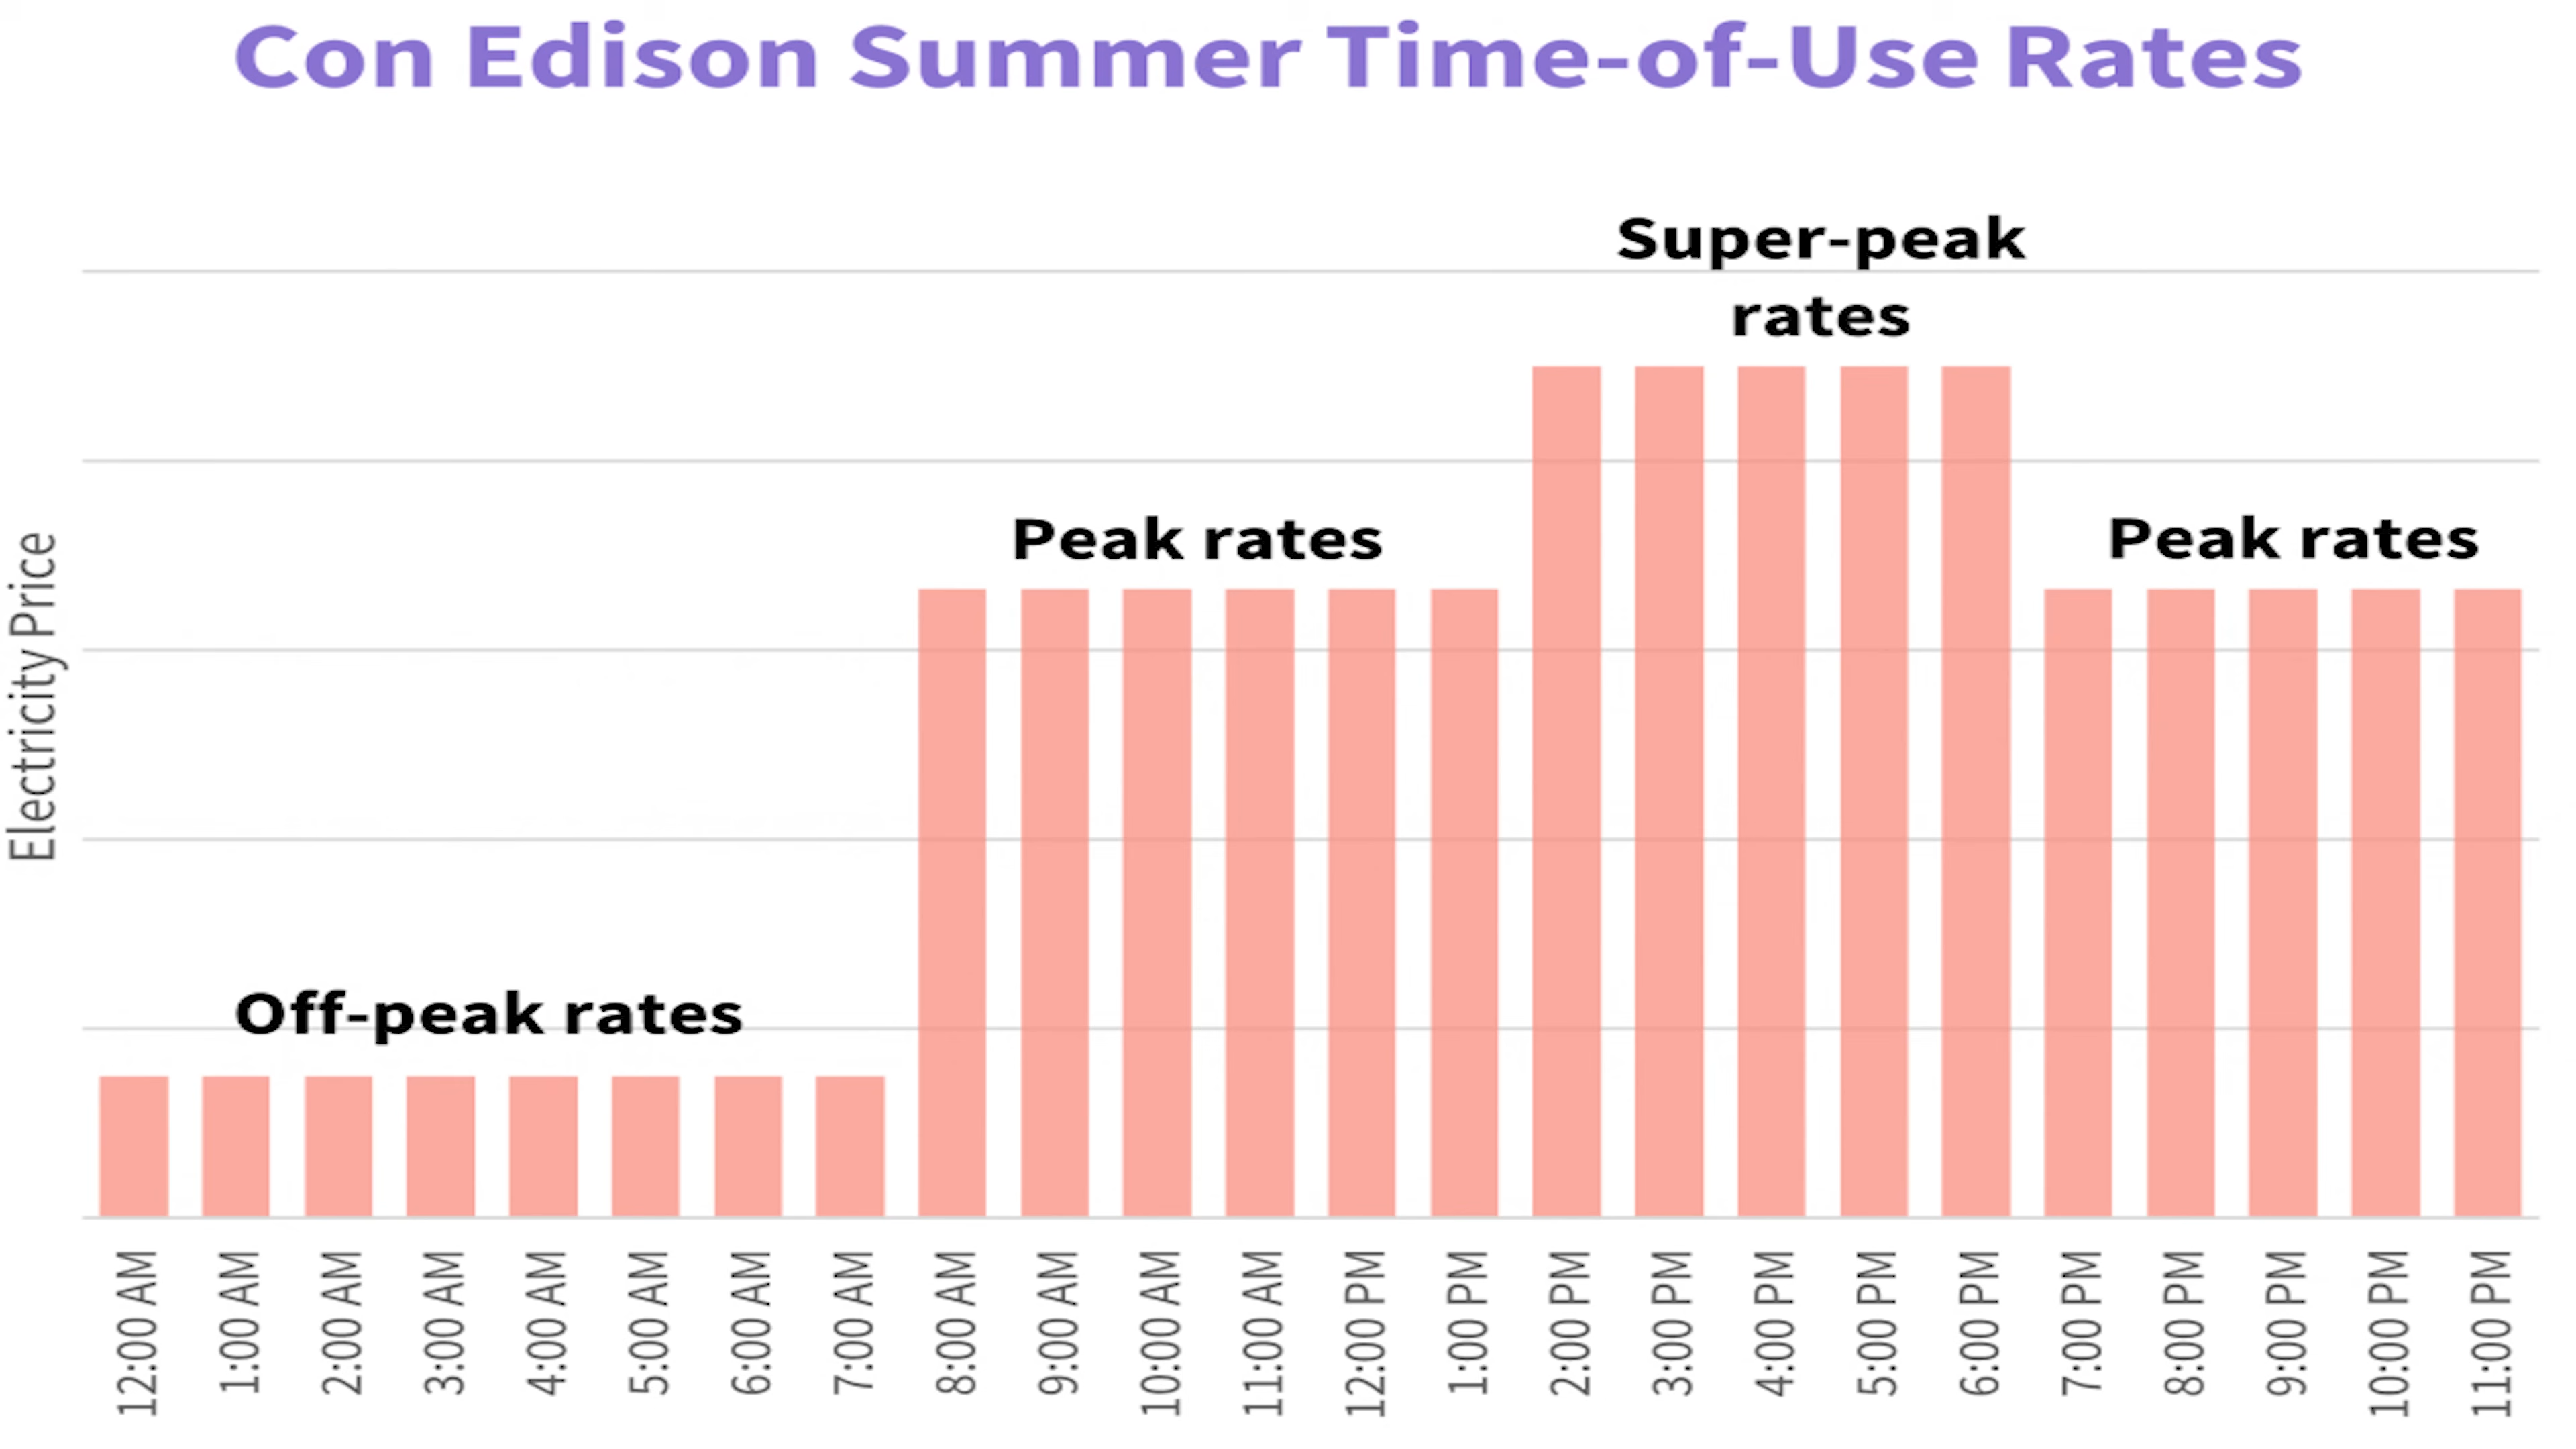 Con Edison Summer Time-of-Use Rates
Super-peak
rates
Peak rates
Peak rates
Off-peak rates
Electricity Price
12:00 AM
1:00 AM
2:00 AM
3:00 AM
4:00 AM
5:00 AM
6:00 AM
7:00 AM
8:00 AM
9:00 AM
10:00 AM
11:00 AM
12:00 PM
1:00 PM
2:00 PM
3:00 PM
4:00 PM
5:00 PM
6:00 PM
7:00 PM
8:00 PM
9:00 PM
10:00 PM
11:00 PM